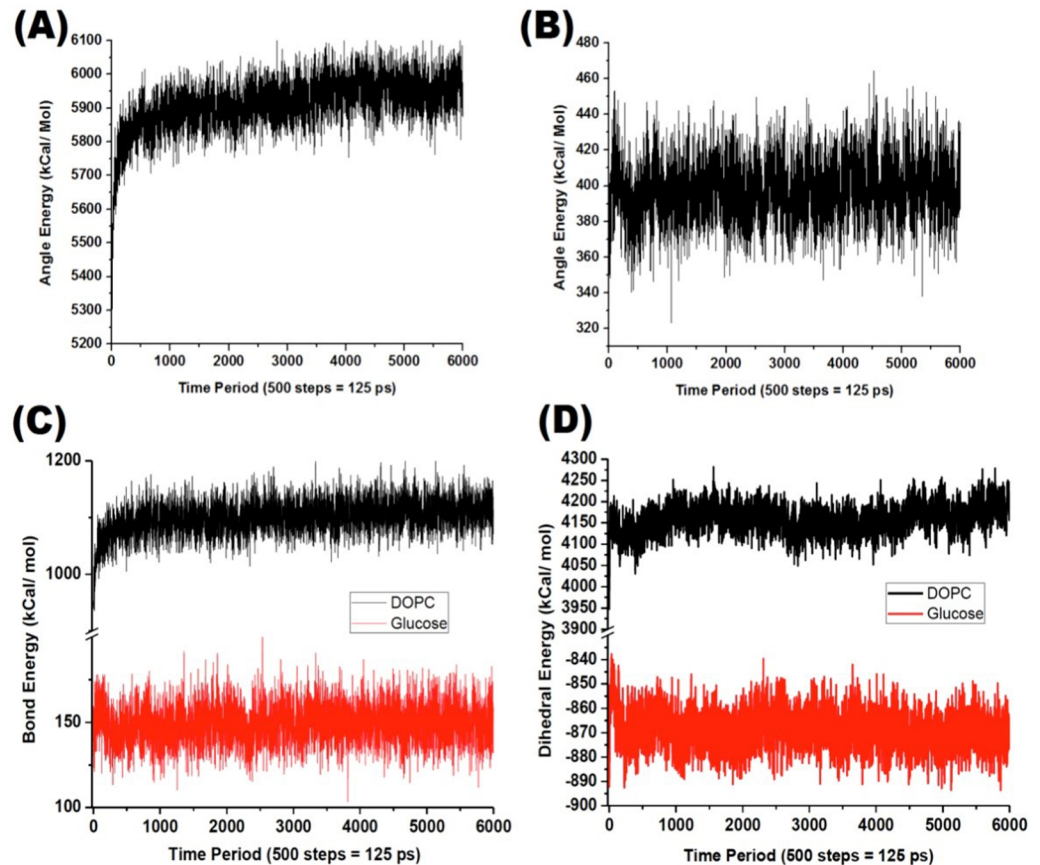 (A)
Angle Energy (kCal/ Mol)
6100
6000
5900
5800
5700
5600
5500
5400
5300
5200
0 1000 2000 3000 4000 5000 6000
Time Period (500 steps = 125 ps)
(B)
Angle Energy (kCal/ Mol)
480
460
440
420
400
380
360
340
320
0 1000 2000 3000 4000 5000 6000
Time Period (500 steps = 125 ps)
(C)
Bond Energy (kCal/ mol)
1200
1000
150
100
DOPC
Glucose
0 1000 2000 3000 4000 5000 6000
Time Period (500 steps = 125 ps)
(D)
Dihedral Energy (kCal/ mol)
4300
4250
4200
4150
4100
4050
4000
3950
3900
-840
-850
-860
-870
-880
-890
-900
DOPC
Glucose
0 1000 2000 3000 4000 5000 6000
Time Period (500 steps = 125 ps)